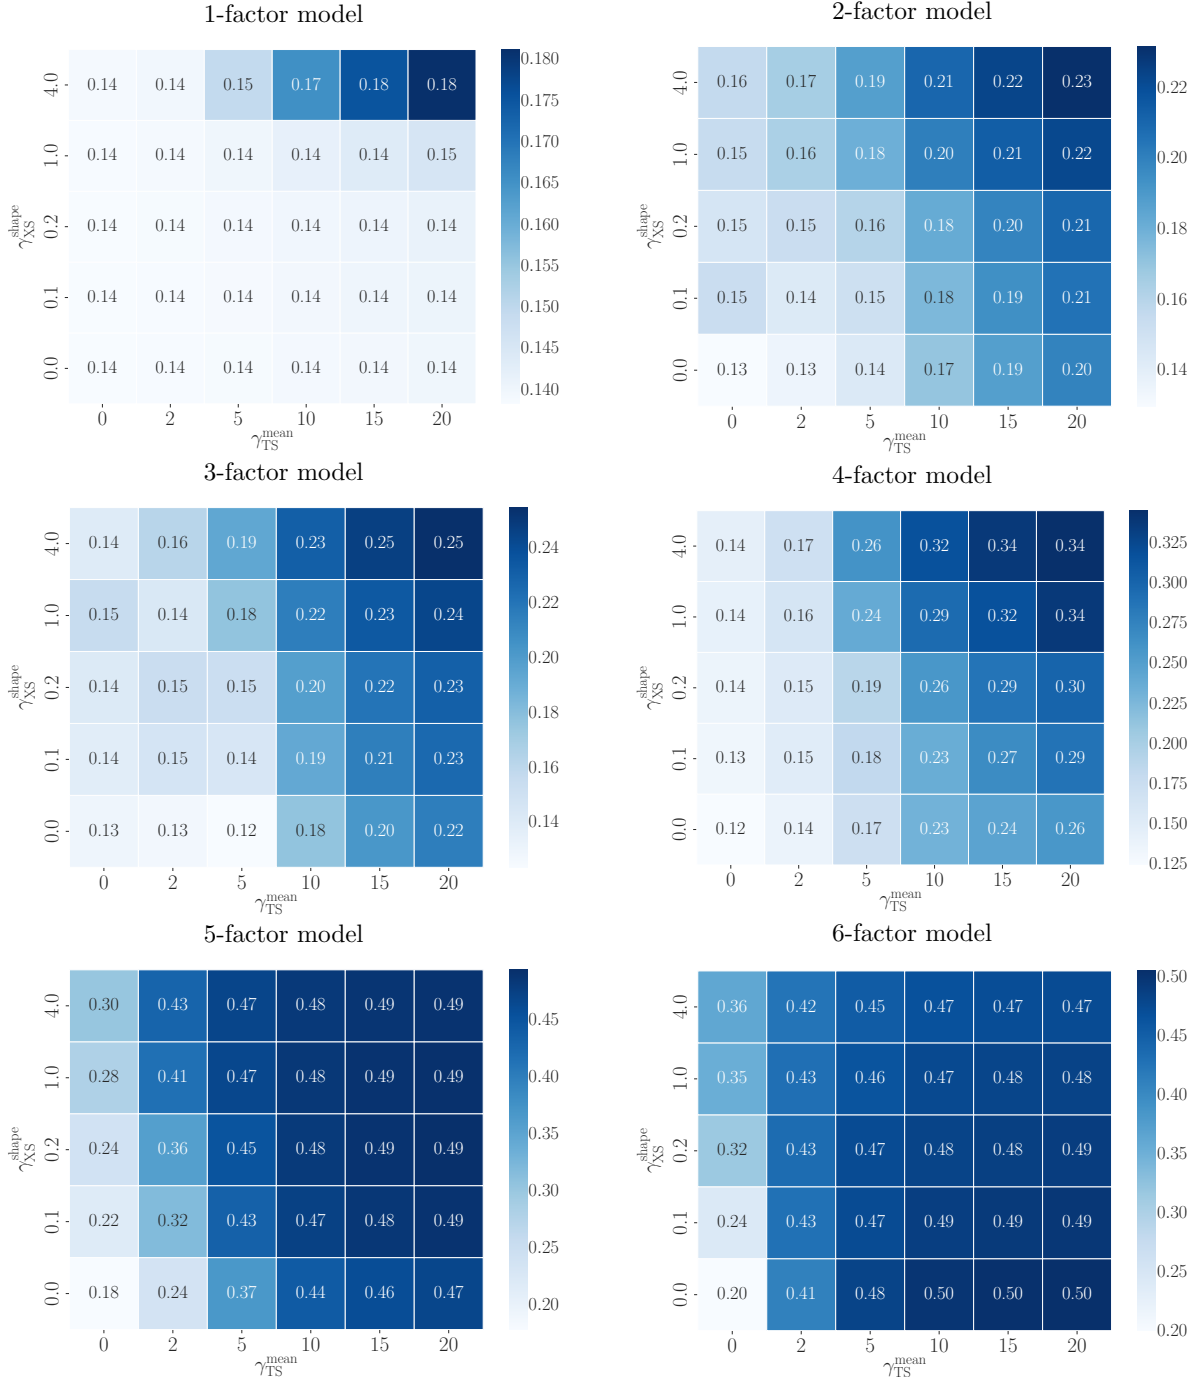 1-factor model
4.0 0.14 0.14 0.15 0.17 0.18 0.18
1.0 0.14 0.14 0.14 0.14 0.14 0.15
0.2 0.14 0.14 0.14 0.14 0.14 0.14
0.1 0.14 0.14 0.14 0.14 0.14 0.14
0.0 0.14 0.14 0.14 0.14 0.14 0.14
0 2 5 10 15 20
γ_TS^mean
γ_XS^shape
0.180
0.175
0.170
0.165
0.160
0.155
0.150
0.145
0.140
2-factor model
4.0 0.16 0.17 0.19 0.21 0.22 0.23
1.0 0.15 0.16 0.18 0.20 0.21 0.22
0.2 0.15 0.15 0.16 0.18 0.20 0.21
0.1 0.15 0.14 0.15 0.18 0.19 0.21
0.0 0.13 0.13 0.14 0.17 0.19 0.20
0 2 5 10 15 20
γ_TS^mean
γ_XS^shape
0.22
0.20
0.18
0.16
0.14
3-factor model
4.0 0.14 0.16 0.19 0.23 0.25 0.25
1.0 0.15 0.14 0.18 0.22 0.23 0.24
0.2 0.14 0.15 0.15 0.20 0.22 0.23
0.1 0.14 0.15 0.14 0.19 0.21 0.23
0.0 0.13 0.13 0.12 0.18 0.20 0.22
0 2 5 10 15 20
γ_TS^mean
γ_XS^shape
0.24
0.22
0.20
0.18
0.16
0.14
4-factor model
4.0 0.14 0.17 0.26 0.32 0.34 0.34
1.0 0.14 0.16 0.24 0.29 0.32 0.34
0.2 0.14 0.15 0.19 0.26 0.29 0.30
0.1 0.13 0.15 0.18 0.23 0.27 0.29
0.0 0.12 0.14 0.17 0.23 0.24 0.26
0 2 5 10 15 20
γ_TS^mean
γ_XS^shape
0.325
0.300
0.275
0.250
0.225
0.200
0.175
0.150
0.125
5-factor model
4.0 0.30 0.43 0.47 0.48 0.49 0.49
1.0 0.28 0.41 0.47 0.48 0.49 0.49
0.2 0.24 0.36 0.45 0.48 0.49 0.49
0.1 0.22 0.32 0.43 0.47 0.48 0.49
0.0 0.18 0.24 0.37 0.44 0.46 0.47
0 2 5 10 15 20
γ_TS^mean
γ_XS^shape
0.45
0.40
0.35
0.30
0.25
0.20
6-factor model
4.0 0.36 0.42 0.45 0.47 0.47 0.47
1.0 0.35 0.43 0.46 0.47 0.48 0.48
0.2 0.32 0.43 0.47 0.48 0.48 0.49
0.1 0.24 0.43 0.47 0.49 0.49 0.49
0.0 0.20 0.41 0.48 0.50 0.50 0.50
0 2 5 10 15 20
γ_TS^mean
γ_XS^shape
0.50
0.45
0.40
0.35
0.30
0.25
0.20